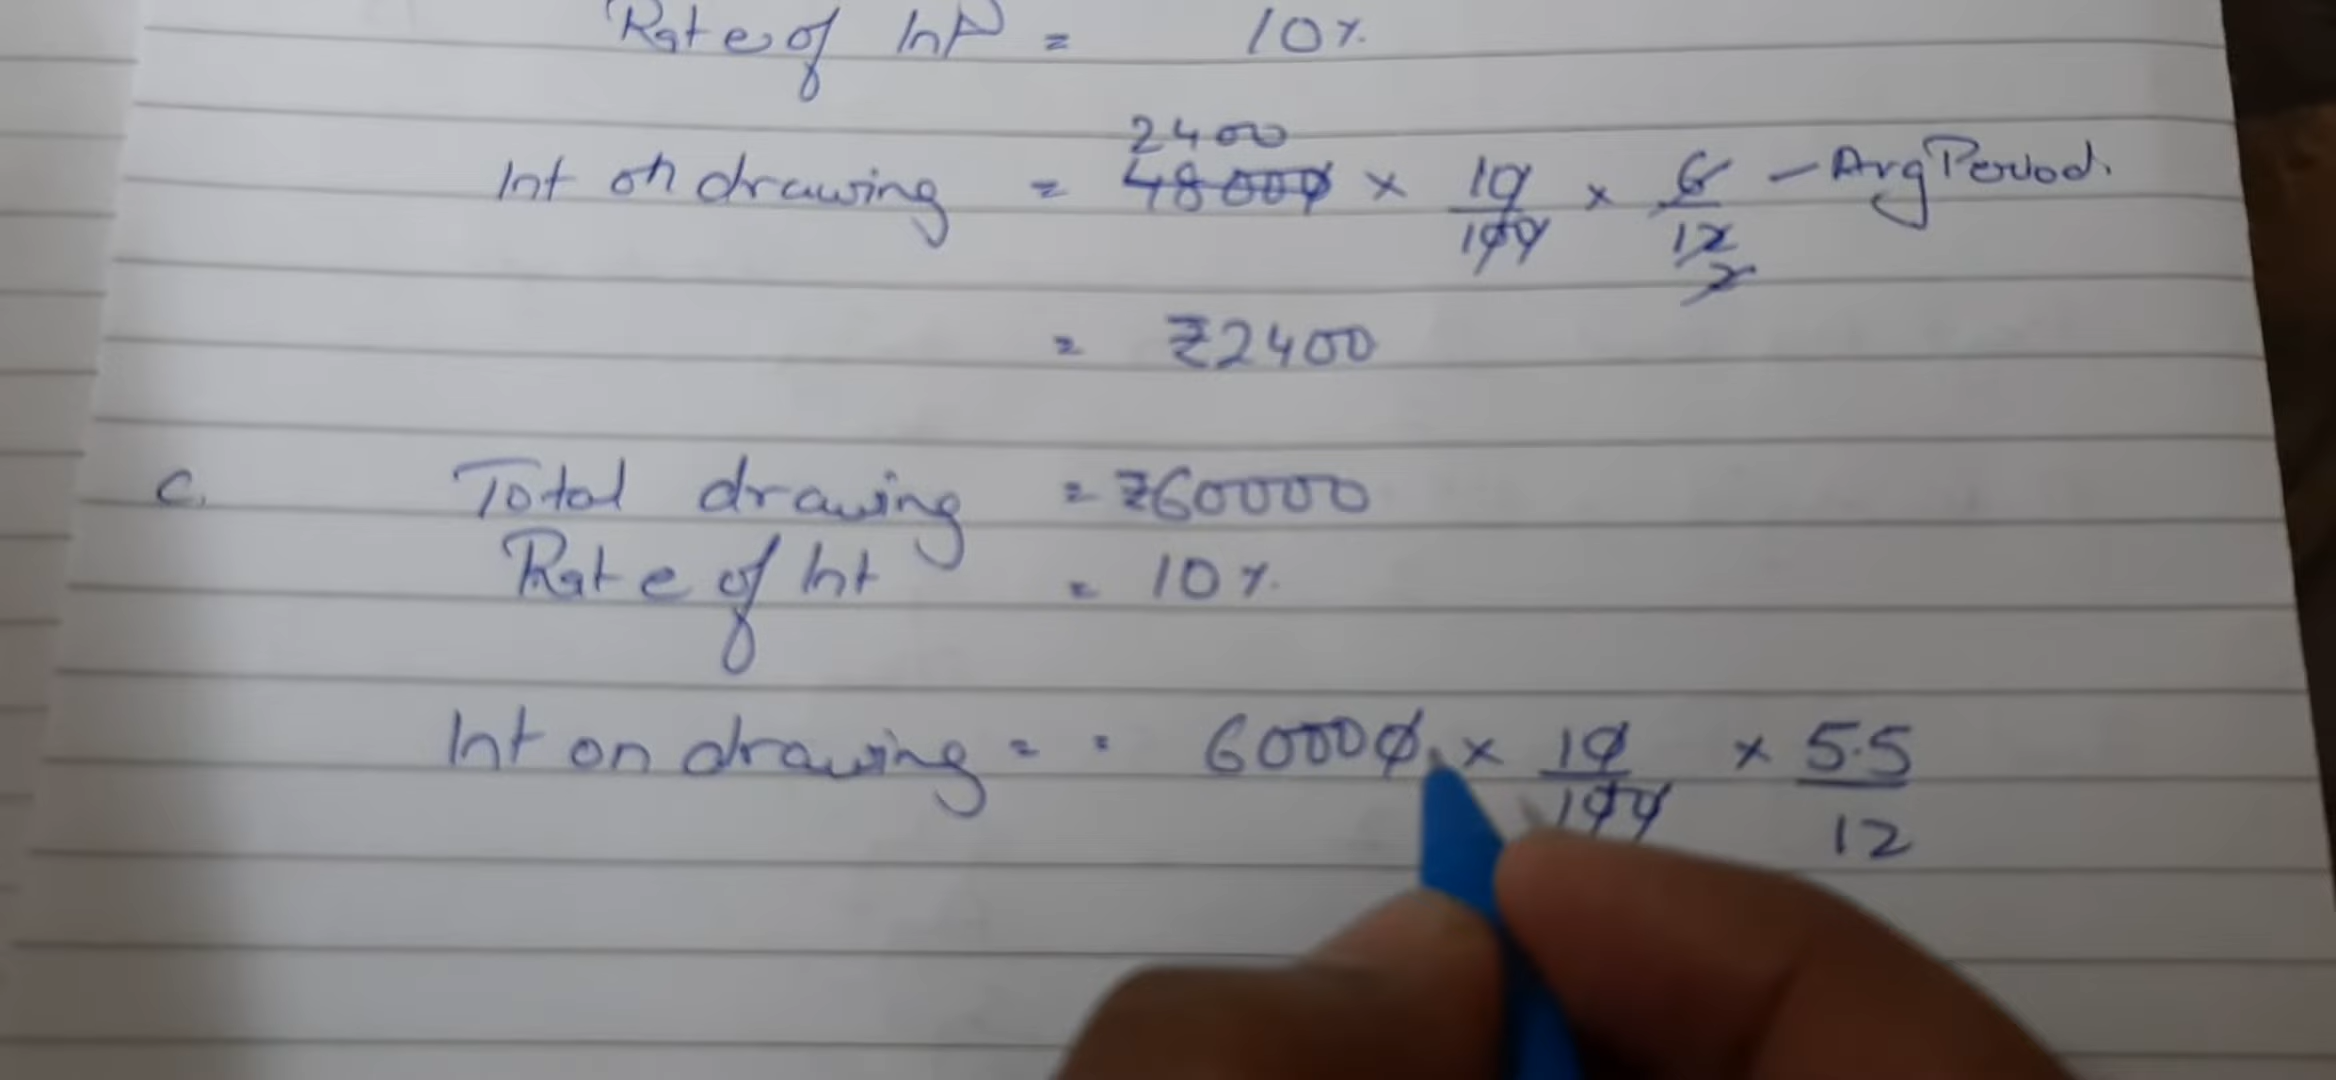 Rate of Int = 10%
2400
Int on drawing = 48000 × 10/100 × 6/12 – Avg Period.
2
= ₹2400
c. Total drawing = ₹60000
Rate of Int = 10%.
Int on drawing = = 60000 × 10/100 × 5.5/12